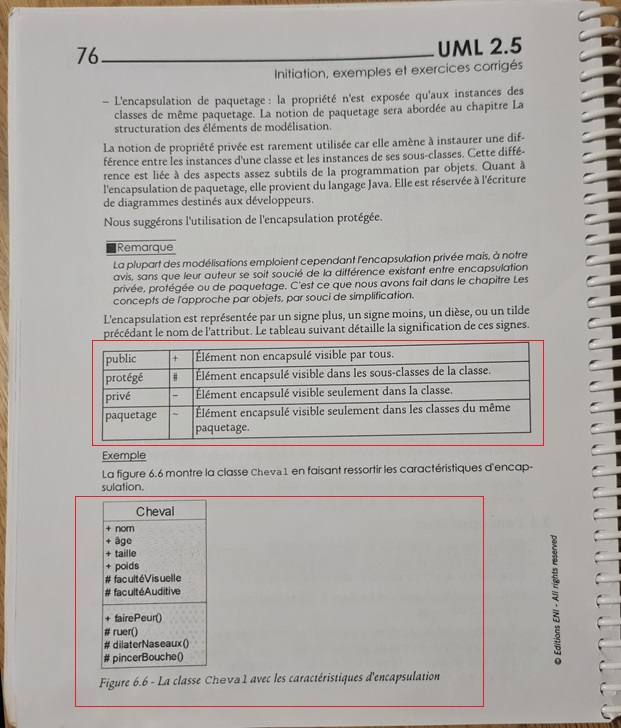 76
UML 2.5
Initiation, exemples et exercices corrigés
– L'encapsulation de paquetage : la propriété n'est exposée qu'aux instances des
classes de même paquetage. La notion de paquetage sera abordée au chapitre La
structuration des éléments de modélisation.
La notion de propriété privée est rarement utilisée car elle amène à instaurer une dif-
férence entre les instances d'une classe et les instances de ses sous-classes. Cette diffé-
rence est liée à des aspects assez subtils de la programmation par objets. Quant à
l'encapsulation de paquetage, elle provient du langage Java. Elle est réservée à l'écriture
de diagrammes destinés aux développeurs.
Nous suggérons l'utilisation de l'encapsulation protégée.
Remarque
La plupart des modélisations emploient cependant l'encapsulation privée mais, à notre
avis, sans que leur auteur se soit soucié de la différence existant entre encapsulation
privée, protégée ou de paquetage. C'est ce que nous avons fait dans le chapitre Les
concepts de l'approche par objets, par souci de simplification.
L'encapsulation est représentée par un signe plus, un signe moins, un dièse, ou un tilde
précédant le nom de l'attribut. Le tableau suivant détaille la signification de ces signes.
public + Élément non encapsulé visible par tous.
protégé # Élément encapsulé visible dans les sous-classes de la classe.
privé – Élément encapsulé visible seulement dans la classe.
paquetage ~ Élément encapsulé visible seulement dans les classes du même
paquetage.
Exemple
La figure 6.6 montre la classe Cheval en faisant ressortir les caractéristiques d'encap-
sulation.
Cheval
+ nom
+ âge
+ taille
+ poids
# facultéVisuelle
# facultéAuditive
+ fairePeur()
# ruer()
# dilaterNaseaux()
# pincerBouche()
Figure 6.6 - La classe Cheval avec les caractéristiques d'encapsulation
© Editions ENI - All rights reserved